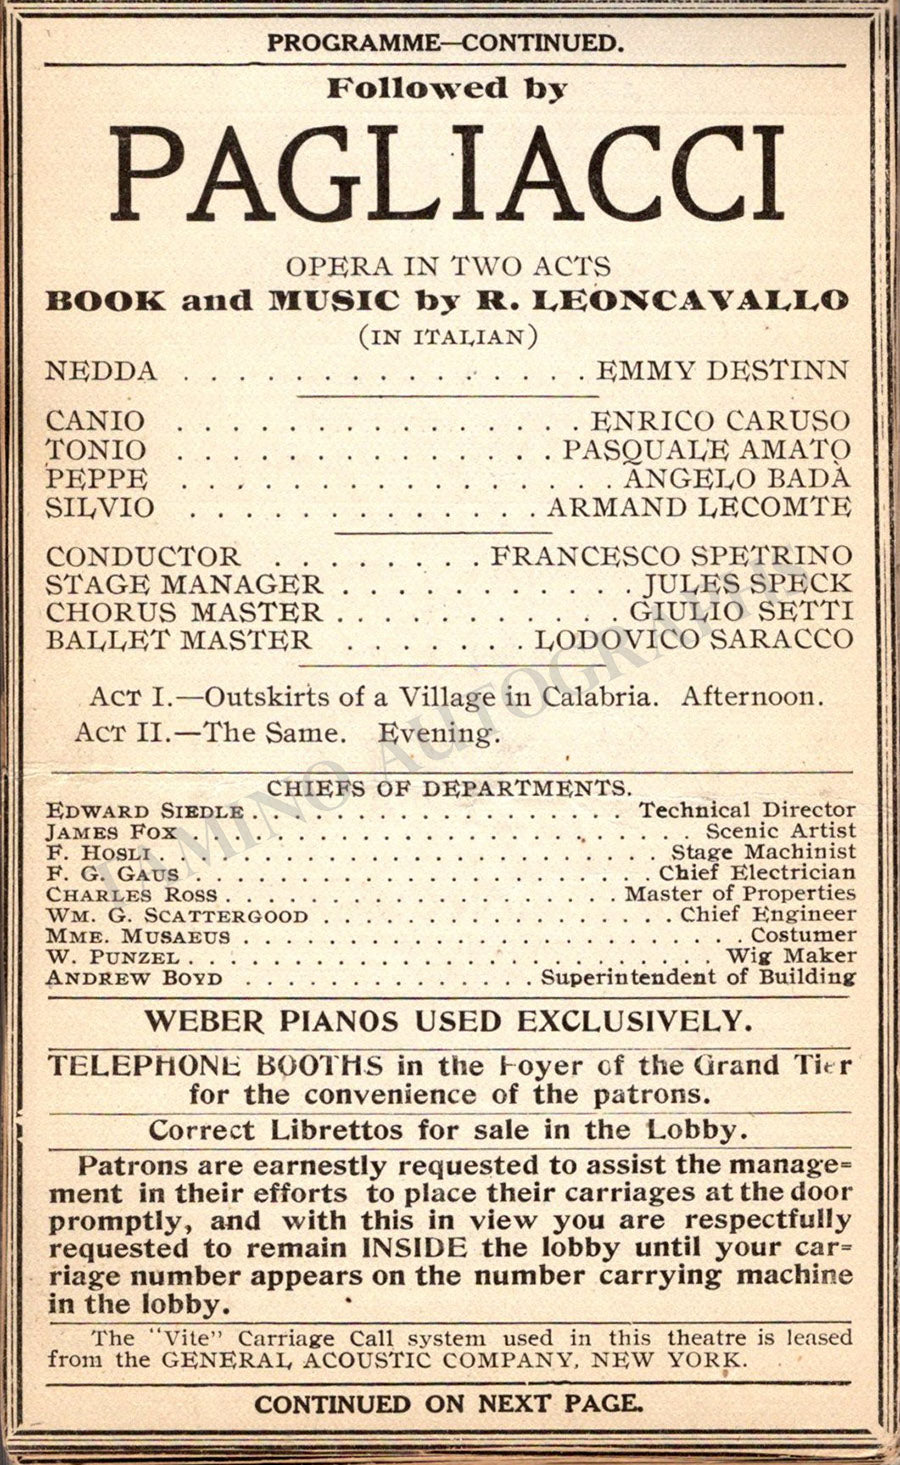 PROGRAMME—CONTINUED.
Followed by
PAGLIACCI
OPERA IN TWO ACTS
BOOK and MUSIC by R. LEONCAVALLO
(IN ITALIAN)
NEDDA . . . . . . . . . . . . . . . EMMY DESTINN
CANIO . . . . . . . . . . . . . . . ENRICO CARUSO
TONIO . . . . . . . . . . . . . . PASQUALE AMATO
PEPPE . . . . . . . . . . . . . . . . ANGELO BADÀ
SILVIO . . . . . . . . . . . . . ARMAND LECOMTE
CONDUCTOR . . . . . . . . FRANCESCO SPETRINO
STAGE MANAGER . . . . . . . . . . . JULES SPECK
CHORUS MASTER . . . . . . . . . . . GIULIO SETTI
BALLET MASTER . . . . . . . LODOVICO SARACCO
ACT I.—Outskirts of a Village in Calabria. Afternoon.
ACT II.—The Same. Evening.
CHIEFS OF DEPARTMENTS.
EDWARD SIEDLE . . . . . . . . . . . . . . . . Technical Director
JAMES FOX . . . . . . . . . . . . . . . . . . . . . Scenic Artist
F. HOSLI . . . . . . . . . . . . . . . . . . . . Stage Machinist
F. G. GAUS . . . . . . . . . . . . . . . . . . . Chief Electrician
CHARLES ROSS . . . . . . . . . . . . . . . . Master of Properties
WM. G. SCATTERGOOD . . . . . . . . . . . . . . . Chief Engineer
MME. MUSAEUS . . . . . . . . . . . . . . . . . . . . . Costumer
W. PUNZEL . . . . . . . . . . . . . . . . . . . . . . Wig Maker
ANDREW BOYD . . . . . . . . . . . . Superintendent of Building
WEBER PIANOS USED EXCLUSIVELY.
TELEPHONE BOOTHS in the Foyer of the Grand Tier
for the convenience of the patrons.
Correct Librettos for sale in the Lobby.
Patrons are earnestly requested to assist the manage=
ment in their efforts to place their carriages at the door
promptly, and with this in view you are respectfully
requested to remain INSIDE the lobby until your car=
riage number appears on the number carrying machine
in the lobby.
The "Vite" Carriage Call system used in this theatre is leased
from the GENERAL ACOUSTIC COMPANY, NEW YORK.
CONTINUED ON NEXT PAGE.
TAMINO AUTOGRAPHS